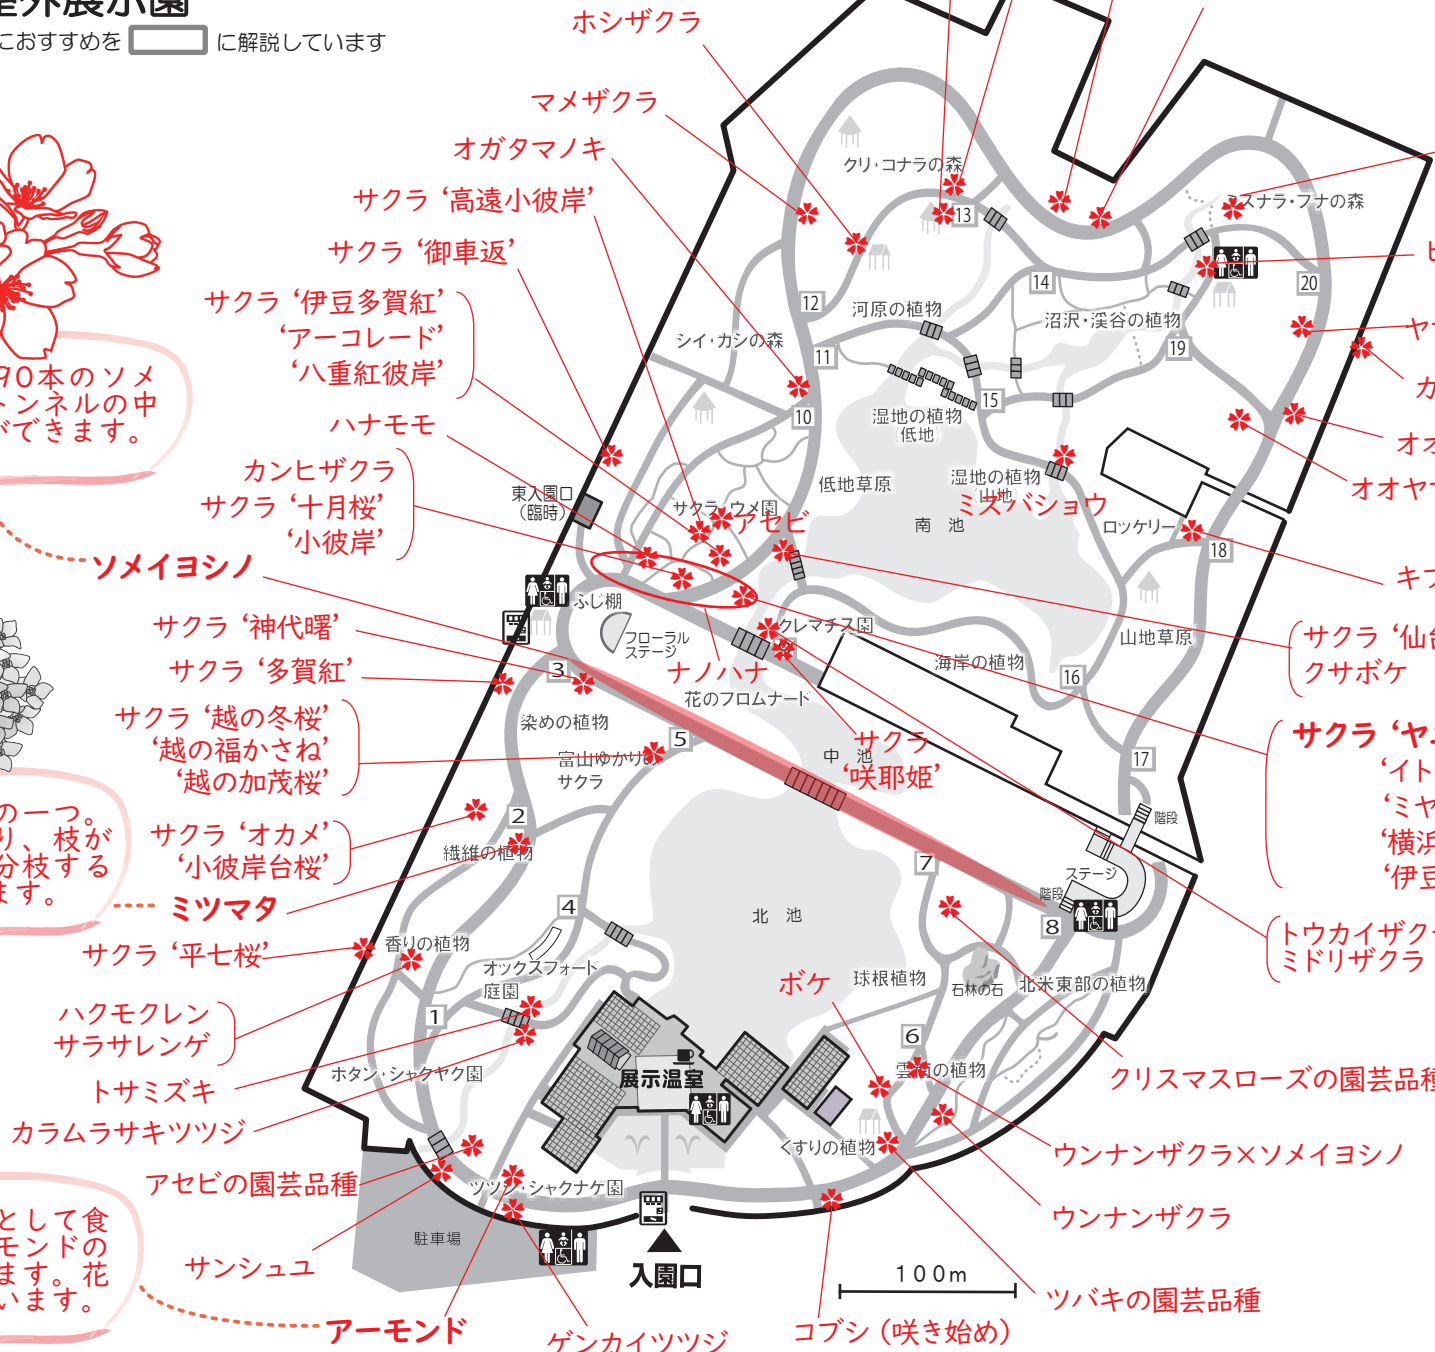 屋外展示園
におすすめを　　　に解説しています
ホシザクラ
マメザクラ
オガタマノキ
サクラ ‘高遠小彼岸’
サクラ ‘御車返’
サクラ ‘伊豆多賀紅’
‘アーコレード’
‘八重紅彼岸’
ハナモモ
カンヒザクラ
サクラ ‘十月桜’
‘小彼岸’
90本のソメ
トンネルの中
ができます。
ソメイヨシノ
サクラ ‘神代曙’
サクラ ‘多賀紅’
サクラ ‘越の冬桜’
‘越の福かさね’
‘越の加茂桜’
サクラ ‘オカメ’
‘小彼岸台桜’
の一つ。
り、枝が
分枝する
ます。
ミツマタ
サクラ ‘平七桜’
ハクモクレン
サラサレンゲ
トサミズキ
カラムラサキツツジ
アセビの園芸品種
サンシュユ
として食
モンドの
ます。花
います。
アーモンド
ゲンカイツツジ
コブシ（咲き始め）
ツバキの園芸品種
ウンナンザクラ
ウンナンザクラ×ソメイヨシノ
クリスマスローズの園芸品種
ボケ
トウカイザクラ
ミドリザクラ
サクラ ‘ヤエ
‘イト
‘ミヤ
‘横浜
‘伊豆
サクラ ‘仙台
クサボケ
キブ
オオヤマ
オオ
カ
ヤマ
ヒ
クリ・コナラの森
13
ミズナラ・フナの森
14
20
12
河原の植物
沼沢・渓谷の植物
シイ・カシの森
11
19
15
10
湿地の植物
低地
低地草原
湿地の植物
山地
ミズバショウ
東入園口
（臨時）
サクラ・ウメ園
アセビ
南 池
ロッケリー
18
ふじ棚
フローラル
ステージ
クレマチス園
ナノハナ
海岸の植物
山地草原
3
花のプロムナード
16
染めの植物
5
サクラ
‘咲耶姫’
中 池
富山ゆかりの
サクラ
17
2
階段
繊維の植物
7
ステージ
階段
4
北 池
8
香りの植物
オックスフォード
庭園
球根植物
石林の石
北米東部の植物
1
6
ボタン・シャクヤク園
展示温室
雲南の植物
くすりの植物
ツツジ・シャクナゲ園
駐車場
入園口
100m